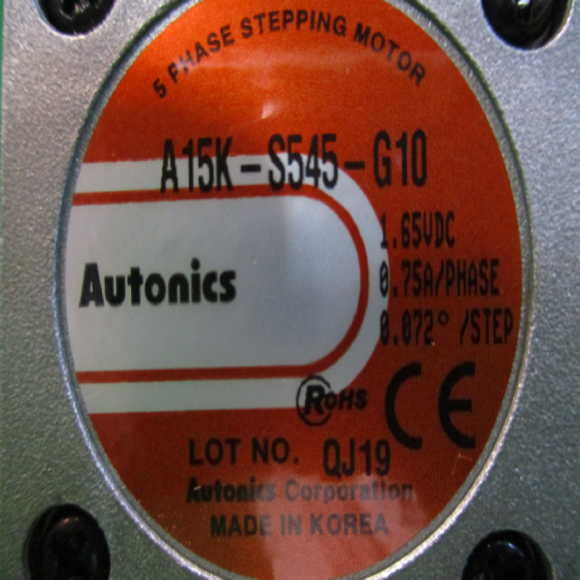 5 PHASE STEPPING MOTOR
A15K-S545-G10
1.65VDC
0.75A/PHASE
0.072° /STEP
Autonics
RoHS
CE
LOT NO. QJ19
Autonics Corporation
MADE IN KOREA